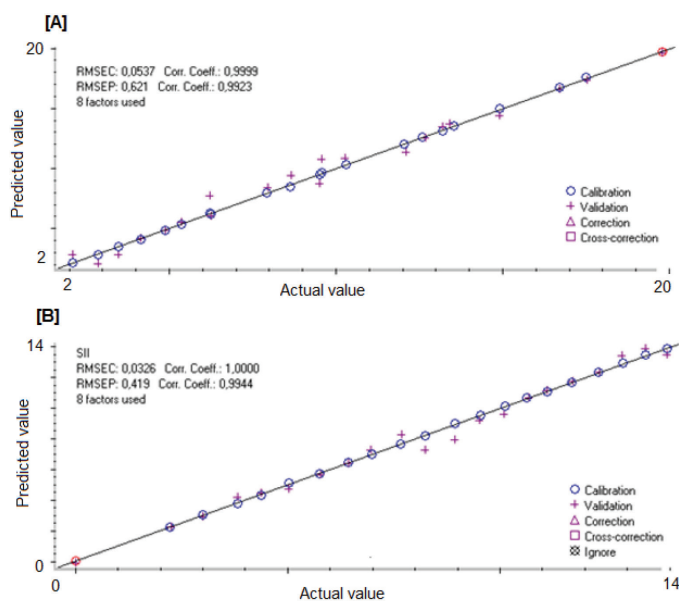 [A]
20
RMSEC: 0,0537 Corr. Coeff.: 0,9999
RMSEP: 0,621 Corr. Coeff.: 0,9923
8 factors used
Predicted value
Calibration
Validation
Correction
Cross-correction
2
2
Actual value
20
[B]
14
SII
RMSEC: 0,0326 Corr. Coeff.: 1,0000
RMSEP: 0,419 Corr. Coeff.: 0,9944
8 factors used
Predicted value
Calibration
Validation
Correction
Cross-correction
Ignore
0
0
Actual value
14